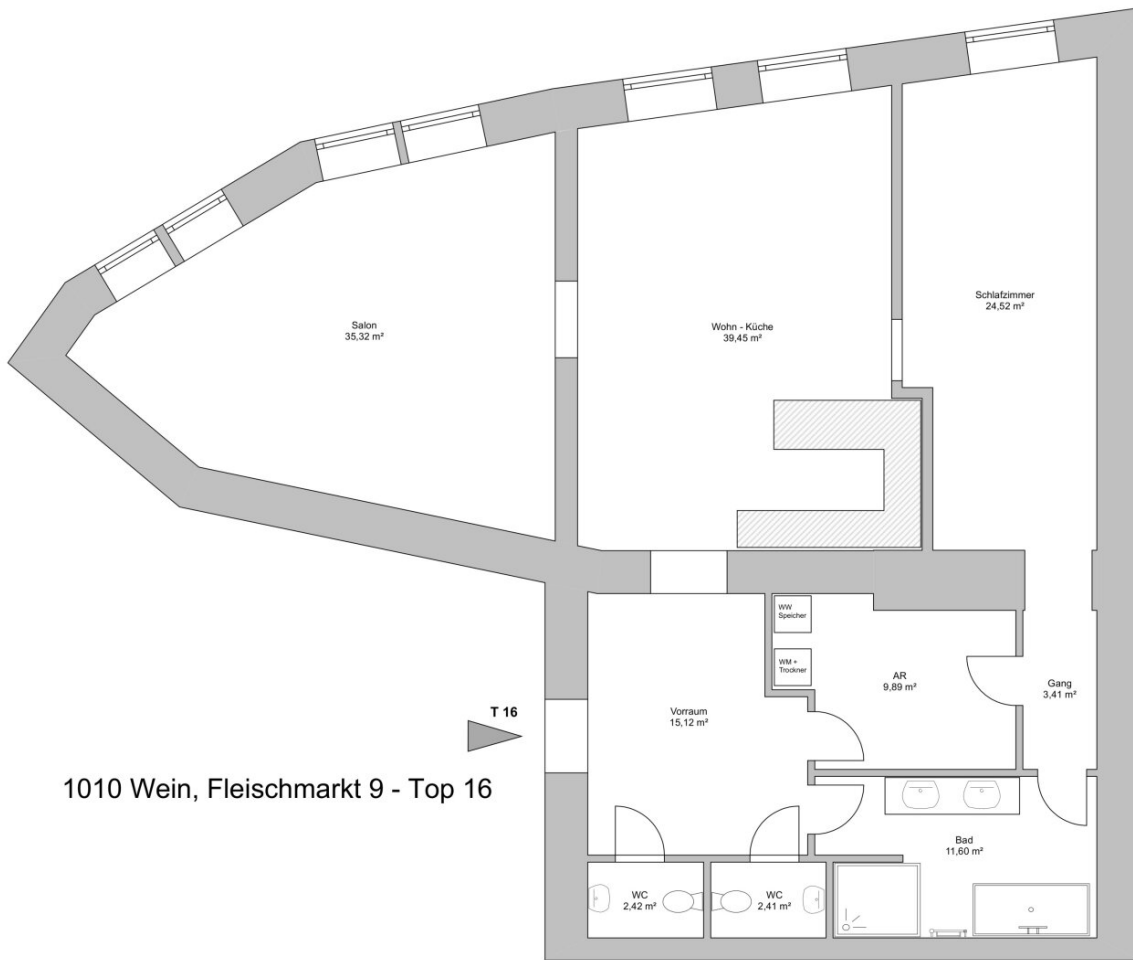 Schlafzimmer
24,52 m²
Salon
35,32 m²
Wohn - Küche
39,45 m²
WW
Speicher
WM +
Trockner
AR
9,89 m²
Gang
3,41 m²
Vorraum
15,12 m²
T 16
1010 Wein, Fleischmarkt 9 - Top 16
Bad
11,60 m²
WC
2,42 m²
WC
2,41 m²